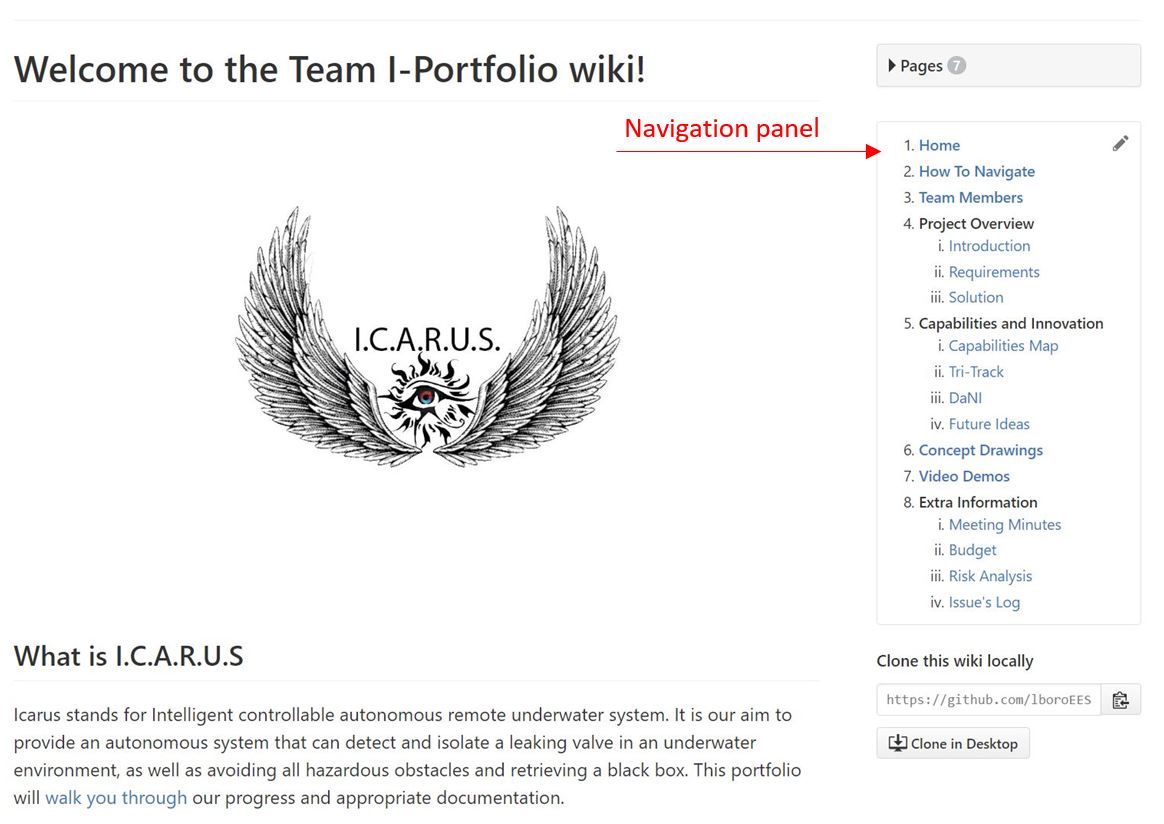 Welcome to the Team I-Portfolio wiki!
Pages 7
Navigation panel
1. Home
2. How To Navigate
3. Team Members
4. Project Overview
i. Introduction
ii. Requirements
iii. Solution
5. Capabilities and Innovation
i. Capabilities Map
ii. Tri-Track
iii. DaNI
iv. Future Ideas
6. Concept Drawings
7. Video Demos
8. Extra Information
i. Meeting Minutes
ii. Budget
iii. Risk Analysis
iv. Issue's Log
I.C.A.R.U.S.
What is I.C.A.R.U.S
Icarus stands for Intelligent controllable autonomous remote underwater system. It is our aim to
provide an autonomous system that can detect and isolate a leaking valve in an underwater
environment, as well as avoiding all hazardous obstacles and retrieving a black box. This portfolio
will walk you through our progress and appropriate documentation.
Clone this wiki locally
https://github.com/lboroEES
Clone in Desktop